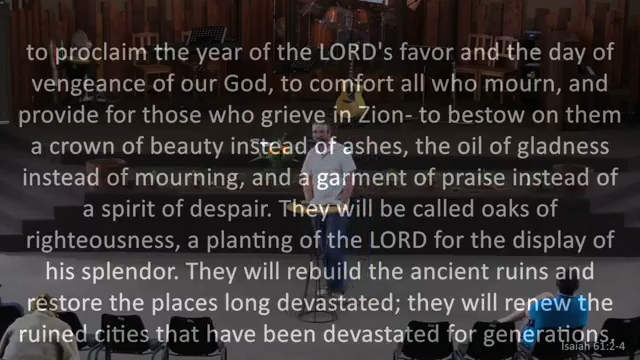 to proclaim the year of the LORD's favor and the day of
vengeance of our God, to comfort all who mourn, and
provide for those who grieve in Zion- to bestow on them
a crown of beauty instead of ashes, the oil of gladness
instead of mourning, and a garment of praise instead of
a spirit of despair. They will be called oaks of
righteousness, a planting of the LORD for the display of
his splendor. They will rebuild the ancient ruins and
restore the places long devastated; they will renew the
ruined cities that have been devastated for generations.
Isaiah 61:2-4